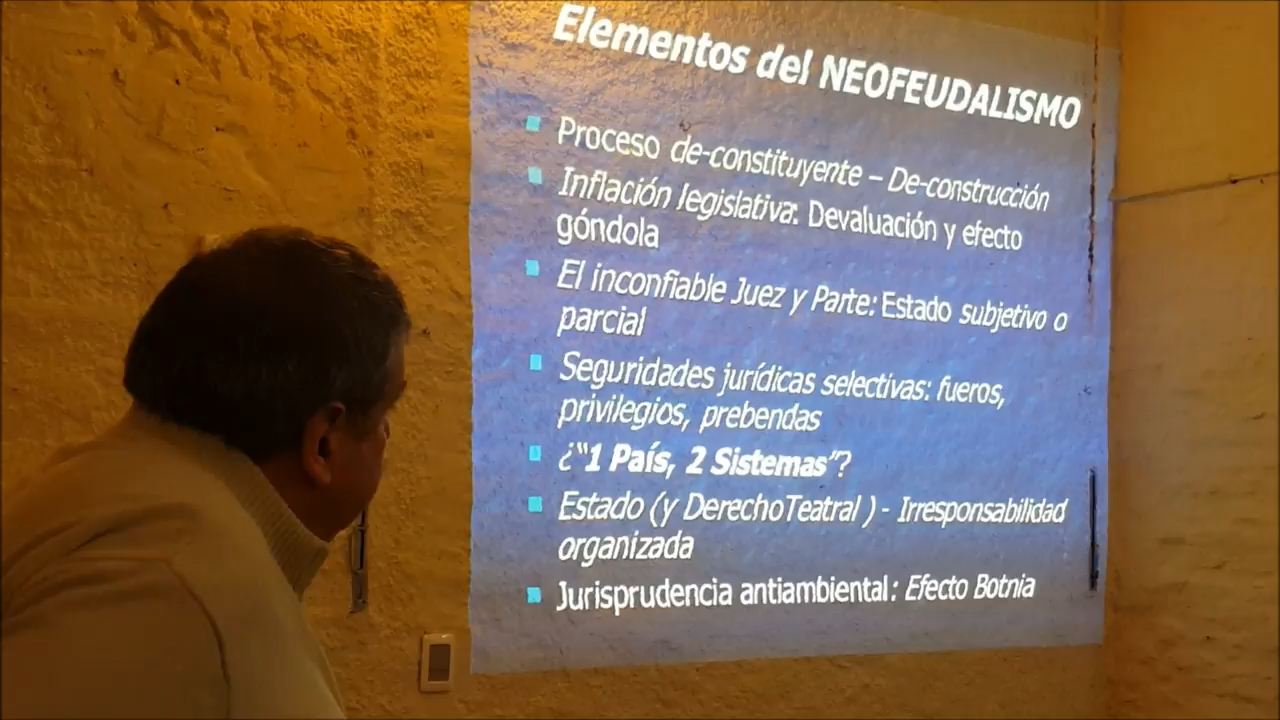 Elementos del NEOFEUDALISMO
Proceso de-constituyente – De-construcción
Inflación legislativa: Devaluación y efecto
góndola
El inconfiable Juez y Parte: Estado subjetivo o
parcial
Seguridades jurídicas selectivas: fueros,
privilegios, prebendas
¿“1 País, 2 Sistemas”?
Estado (y DerechoTeatral ) - Irresponsabilidad
organizada
Jurisprudencia antiambiental: Efecto Botnia